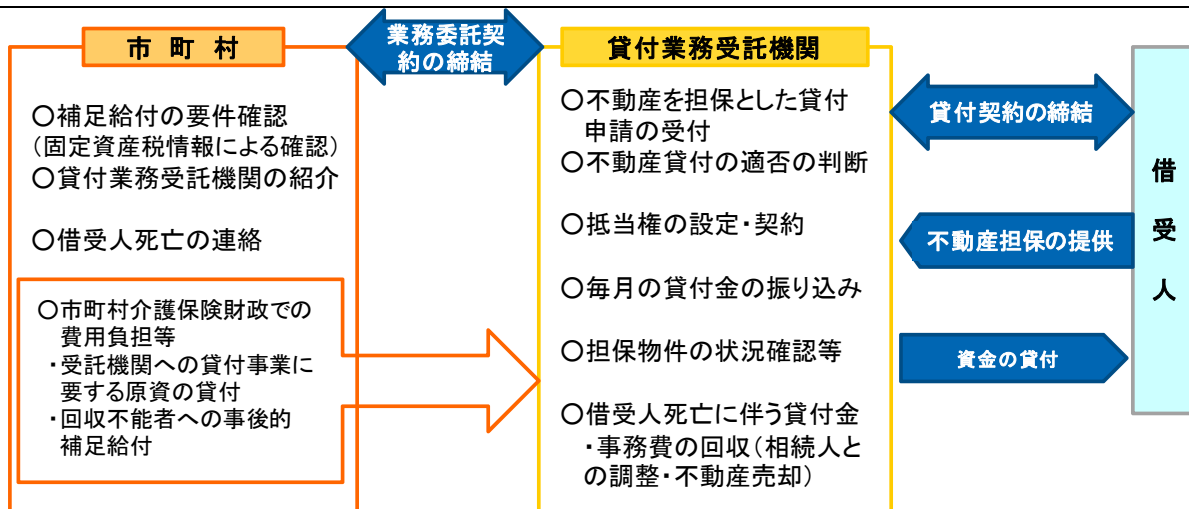 市 町 村
○補足給付の要件確認
（固定資産税情報による確認）
○貸付業務受託機関の紹介
○借受人死亡の連絡
○市町村介護保険財政での
費用負担等
・受託機関への貸付事業に
要する原資の貸付
・回収不能者への事後的
補足給付
業務委託契
約の締結
貸付業務受託機関
○不動産を担保とした貸付
申請の受付
○不動産貸付の適否の判断
○抵当権の設定・契約
○毎月の貸付金の振り込み
○担保物件の状況確認等
○借受人死亡に伴う貸付金
・事務費の回収（相続人と
の調整・不動産売却）
貸付契約の締結
不動産担保の提供
資金の貸付
借
受
人